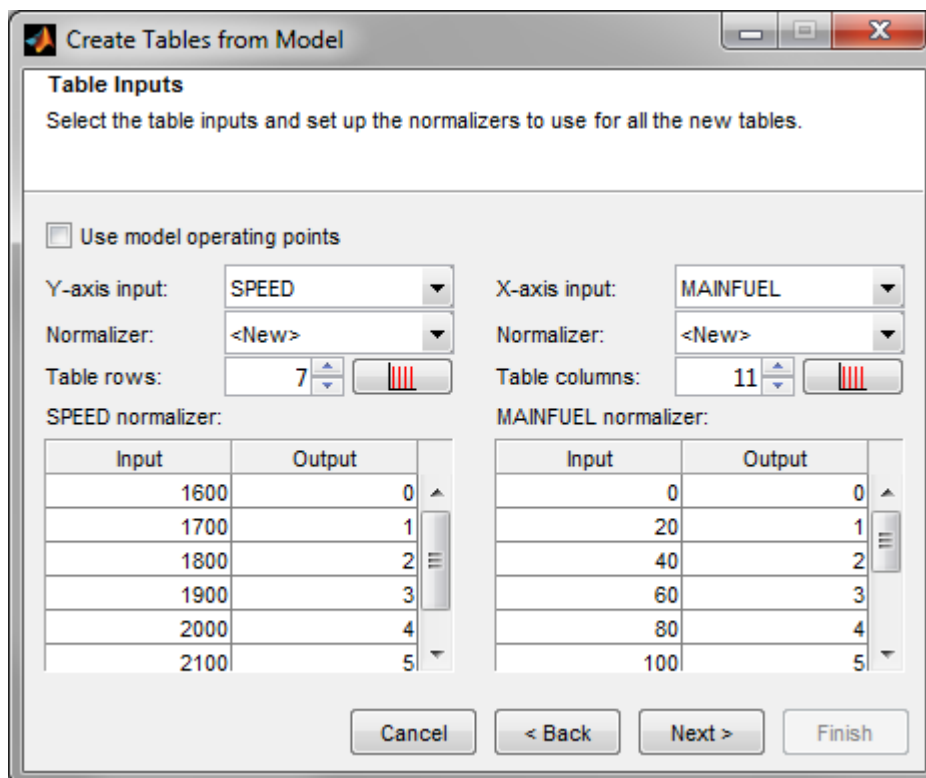 Create Tables from Model
Table Inputs
Select the table inputs and set up the normalizers to use for all the new tables.
Use model operating points
Y-axis input: SPEED X-axis input: MAINFUEL
Normalizer: <New> Normalizer: <New>
Table rows: 7 Table columns: 11
SPEED normalizer: MAINFUEL normalizer:
Input Output Input Output
1600 0 0 0
1700 1 20 1
1800 2 40 2
1900 3 60 3
2000 4 80 4
2100 5 100 5
Cancel < Back Next > Finish